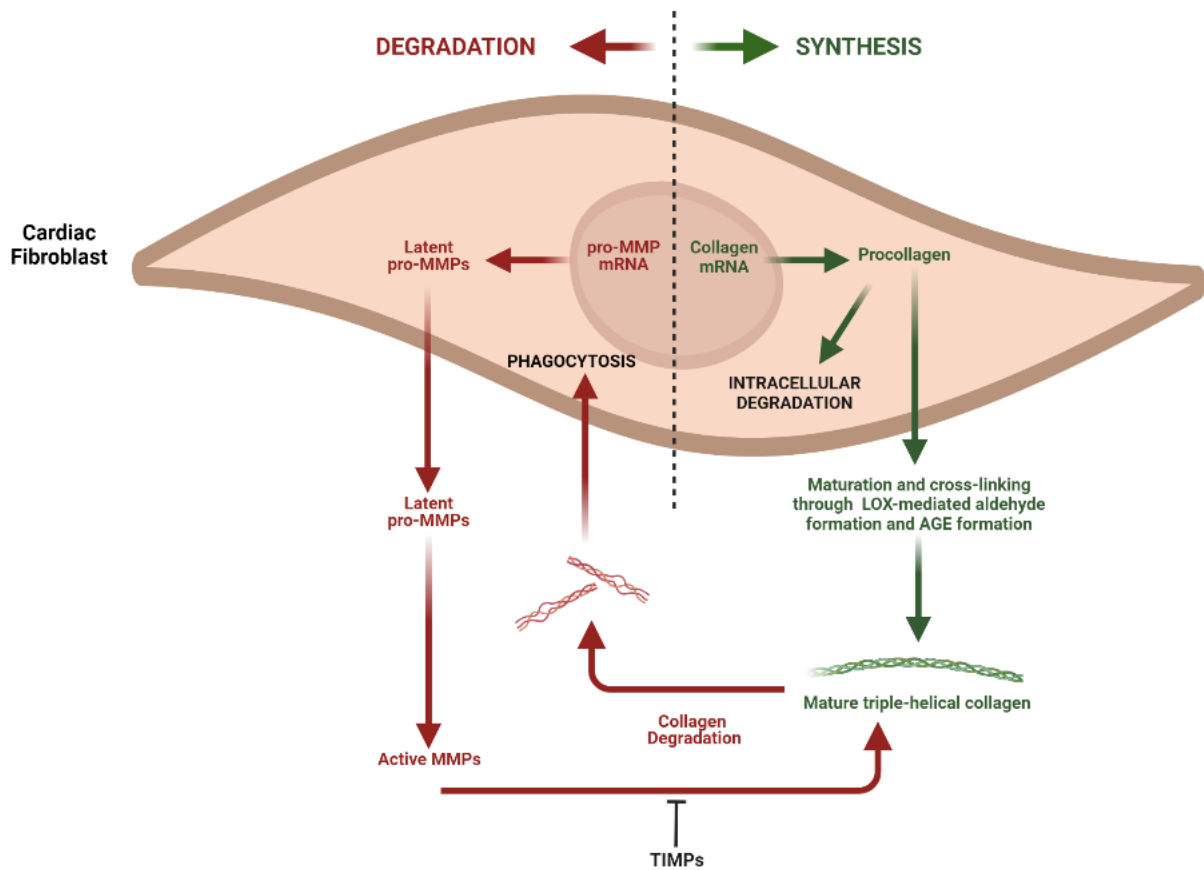 DEGRADATION
SYNTHESIS
Cardiac
Fibroblast
Latent
pro-MMPs
pro-MMP
mRNA
Collagen
mRNA
Procollagen
PHAGOCYTOSIS
INTRACELLULAR
DEGRADATION
Latent
pro-MMPs
Maturation and cross-linking
through LOX-mediated aldehyde
formation and AGE formation
Mature triple-helical collagen
Collagen
Degradation
Active MMPs
TIMPs